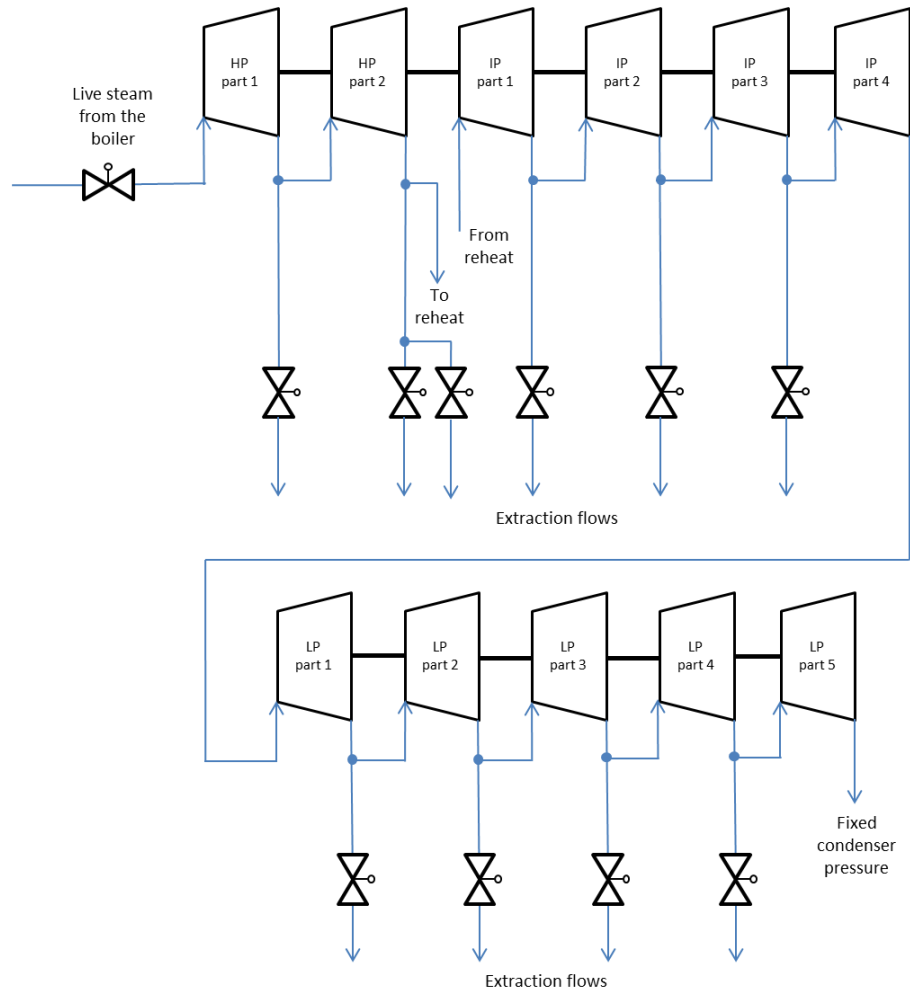 HP
part 1
HP
part 2
IP
part 1
IP
part 2
IP
part 3
IP
part 4
Live steam
from the
boiler
From
reheat
To
reheat
Extraction flows
LP
part 1
LP
part 2
LP
part 3
LP
part 4
LP
part 5
Fixed
condenser
pressure
Extraction flows